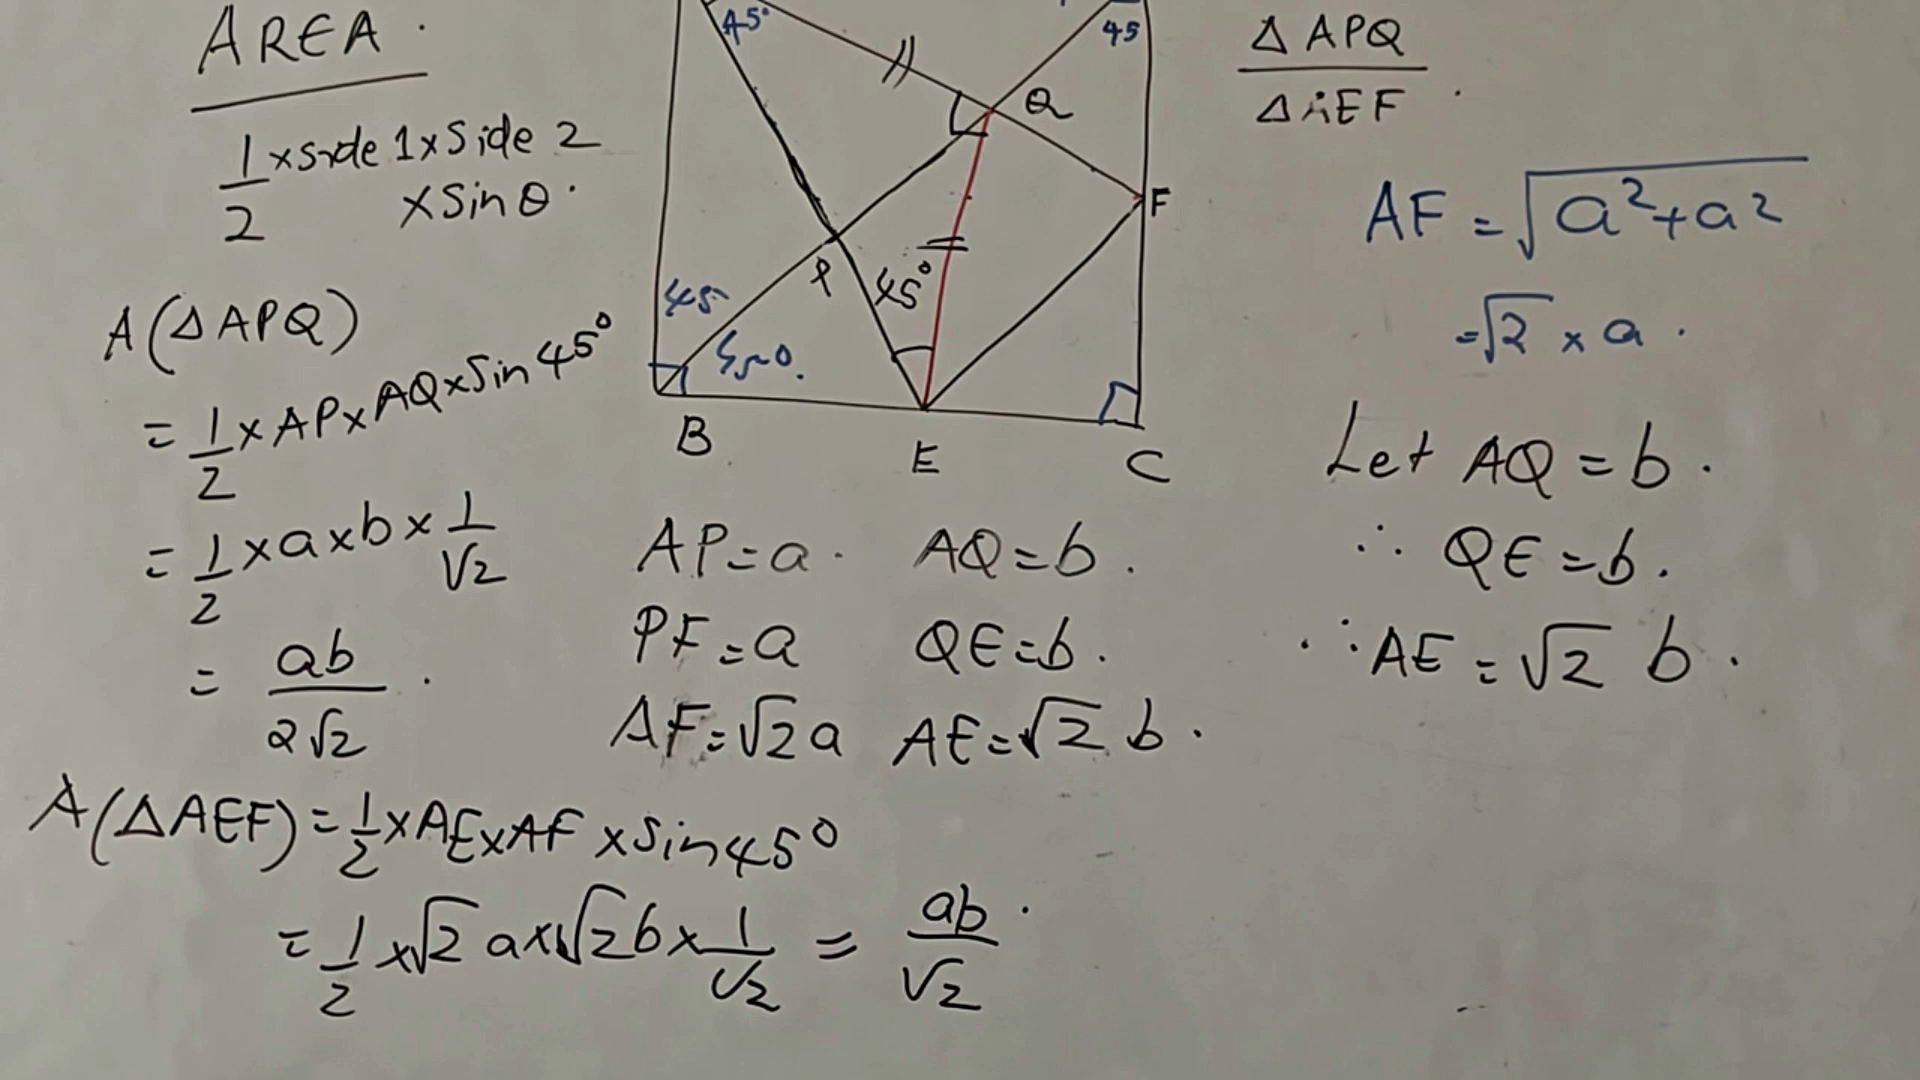 AREA.
1/2 × side 1 × Side 2
× Sin θ.
A(△APQ)
= 1/2 × AP × AQ × Sin 45°
= 1/2 × a × b × 1/√2
= ab/2√2.
45°
45
Q
F
P
45°
45
B
E
C
AP = a. AQ = b.
PF = a QE = b.
AF = √2a AE = √2 b.
△ APQ
△ AEF.
AF = √a²+a²
= √2 × a.
Let AQ = b.
∴ QE = b.
∴ AE = √2 b.
A(△AEF) = 1/2 × AE × AF × Sin 45°
= 1/2 × √2 a × √2 b × 1/√2 = ab/√2.